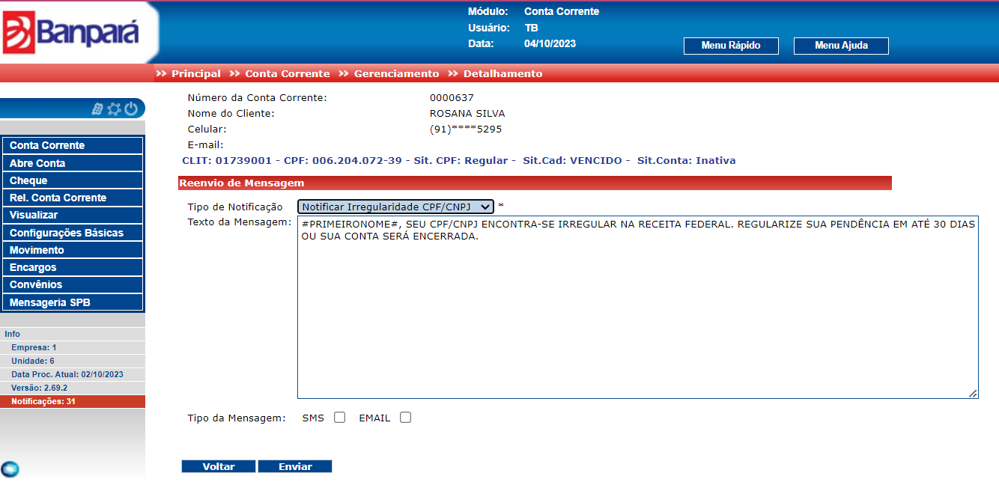 Banpará
Módulo: Conta Corrente
Usuário: TB
Data: 04/10/2023
Menu Rápido Menu Ajuda
>> Principal >> Conta Corrente >> Gerenciamento >> Detalhamento
Conta Corrente
Abre Conta
Cheque
Rel. Conta Corrente
Visualizar
Configurações Básicas
Movimento
Encargos
Convênios
Mensageria SPB
Info
Empresa: 1
Unidade: 6
Data Proc. Atual: 02/10/2023
Versão: 2.69.2
Notificações: 31
Número da Conta Corrente: 0000637
Nome do Cliente: ROSANA SILVA
Celular: (91)****5295
E-mail:
CLIT: 01739001 - CPF: 006.204.072-39 - Sit. CPF: Regular - Sit.Cad: VENCIDO - Sit.Conta: Inativa
Reenvio de Mensagem
Tipo de Notificação Notificar Irregularidade CPF/CNPJ *
Texto da Mensagem: #PRIMEIRONOME#, SEU CPF/CNPJ ENCONTRA-SE IRREGULAR NA RECEITA FEDERAL. REGULARIZE SUA PENDÊNCIA EM ATÉ 30 DIAS
OU SUA CONTA SERÁ ENCERRADA.
Tipo da Mensagem: SMS EMAIL
Voltar Enviar